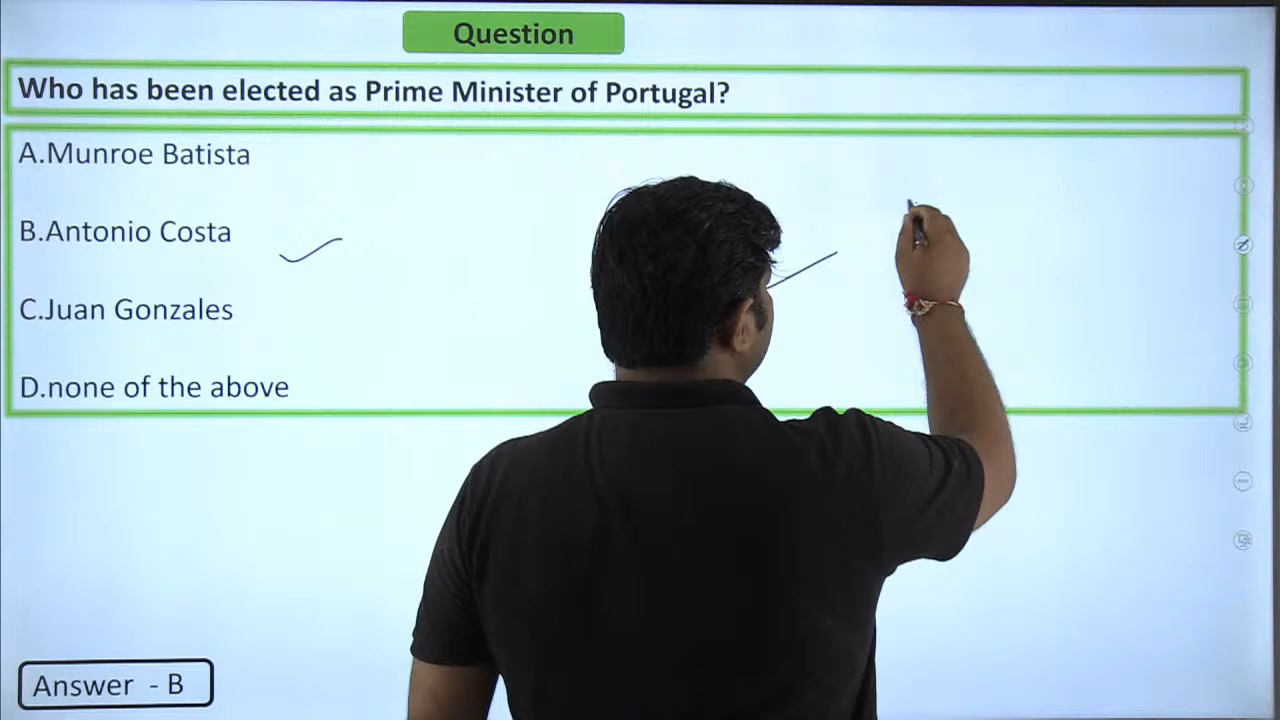 Question
Who has been elected as Prime Minister of Portugal?
A.Munroe Batista
B.Antonio Costa
C.Juan Gonzales
D.none of the above
Answer - B